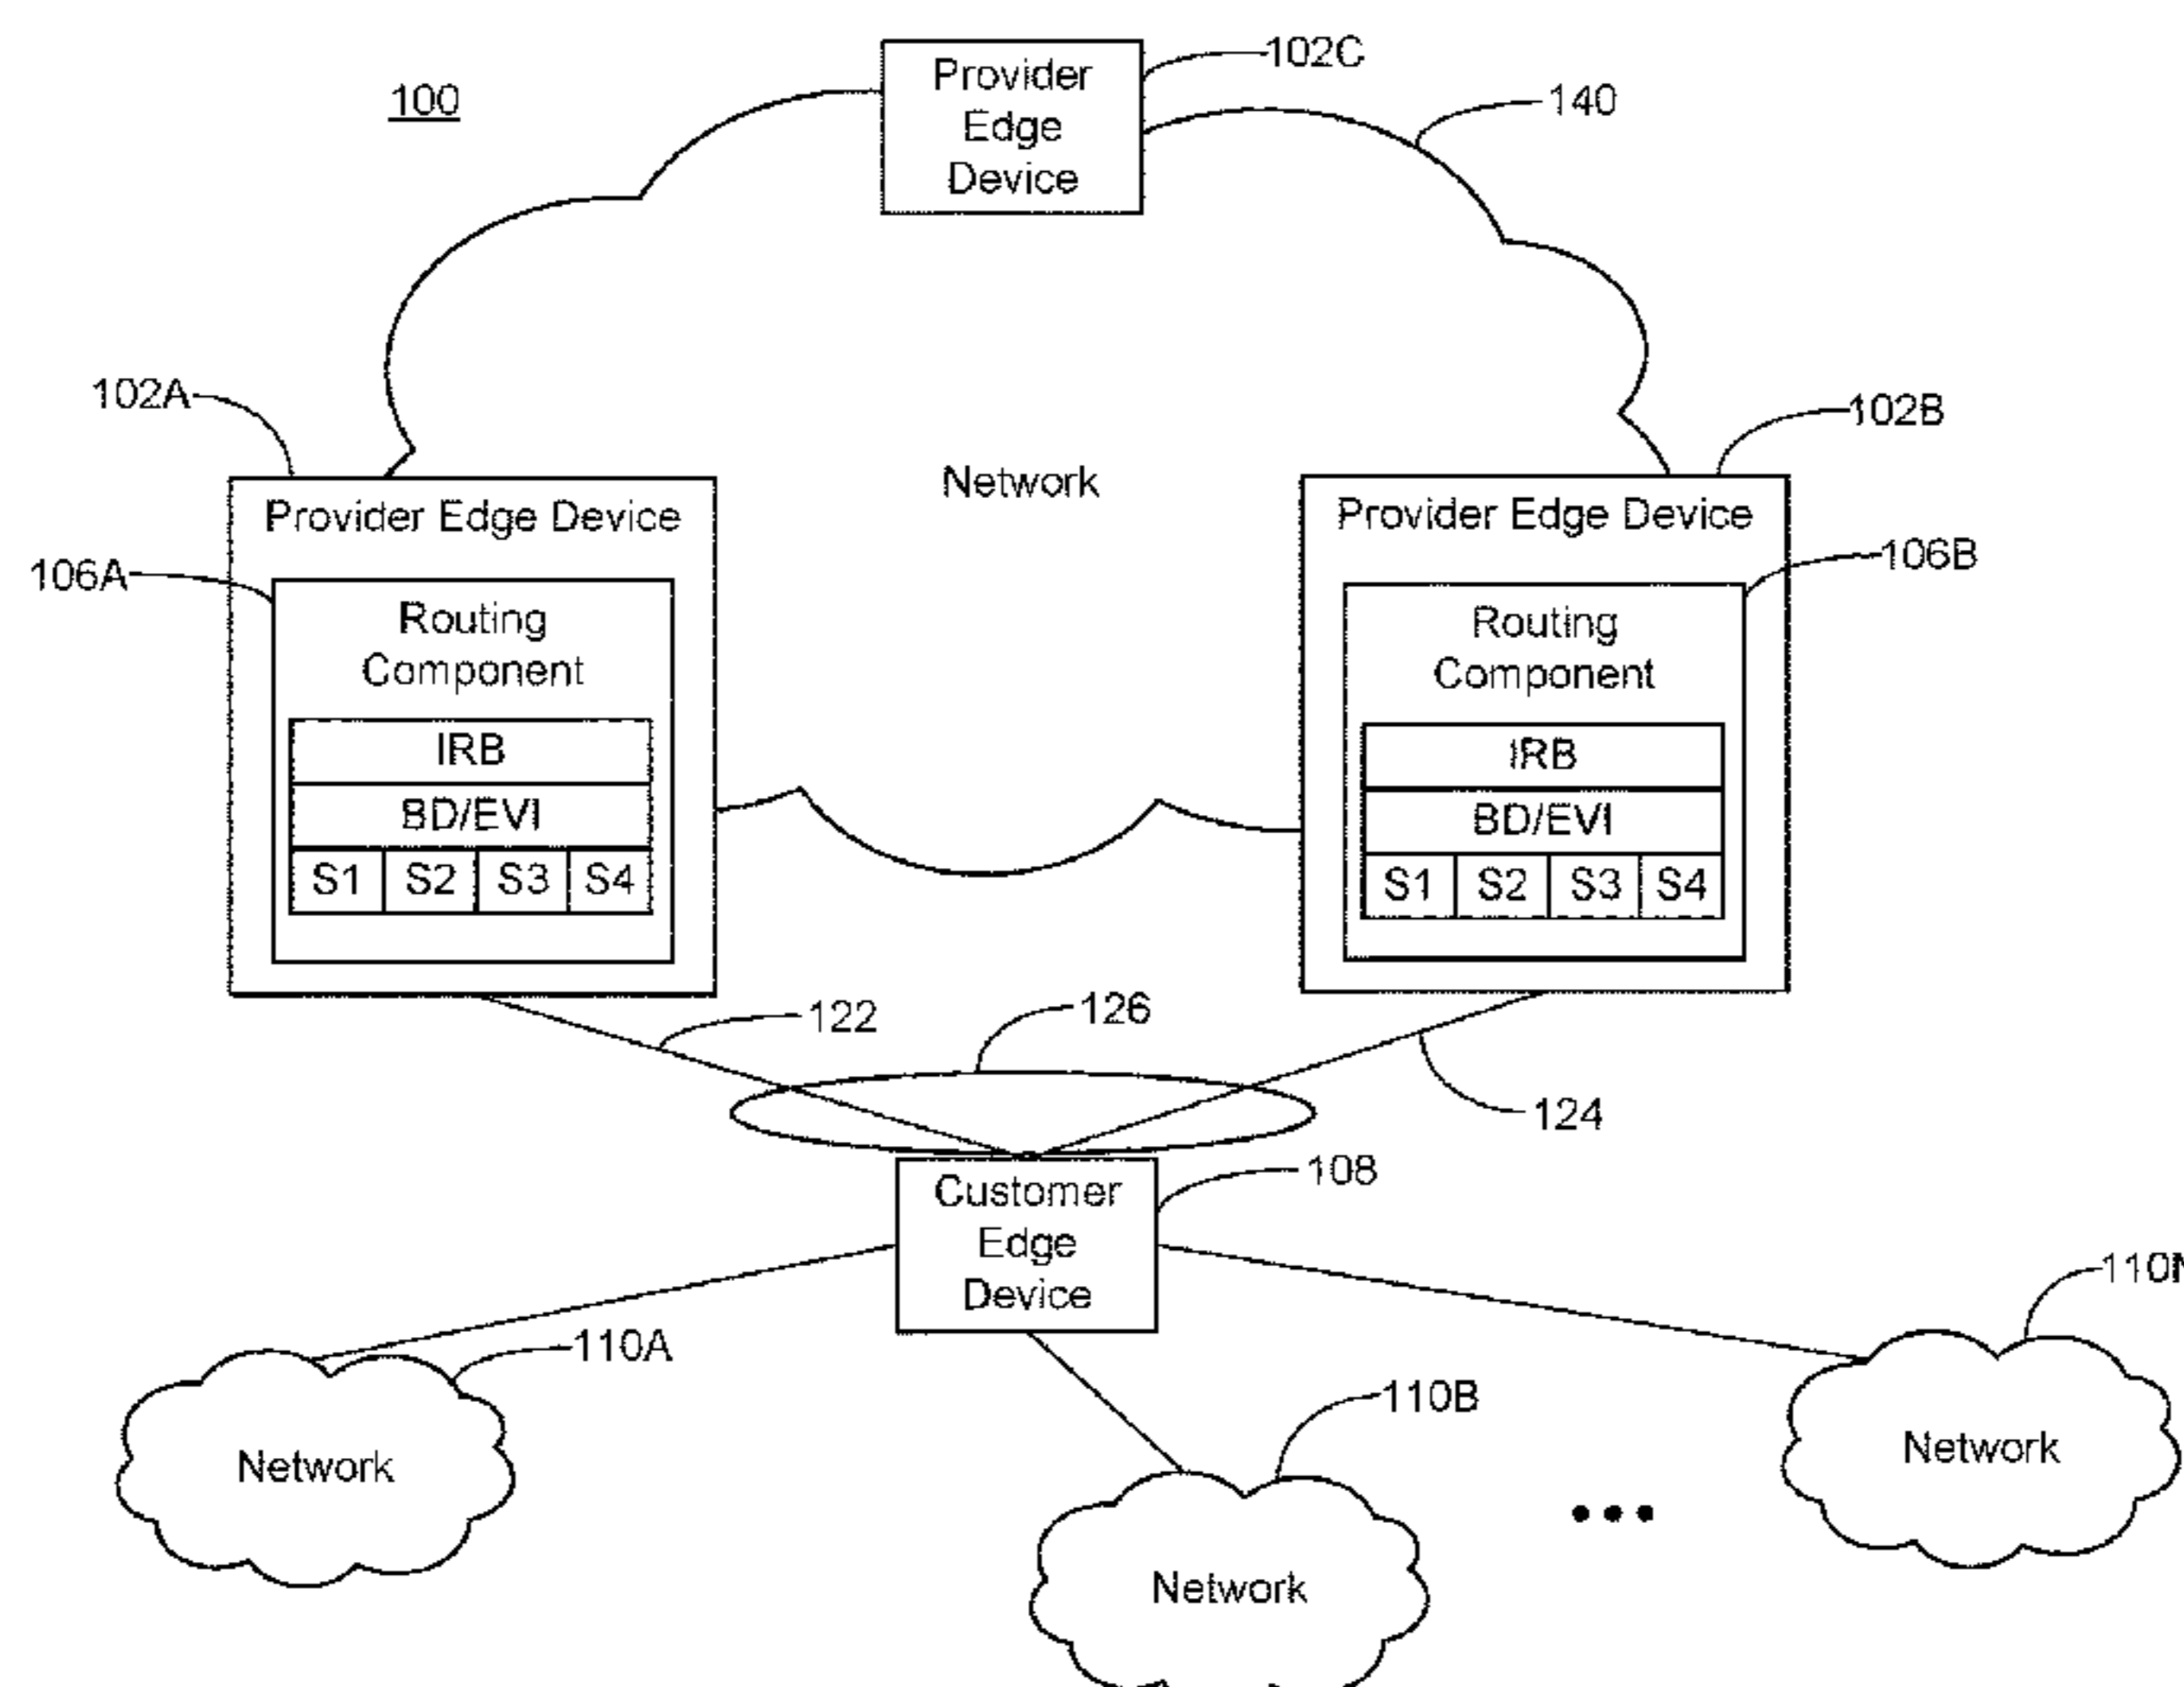 100
Provider
Edge
Device
102C
140
102A
102B
Network
Provider Edge Device
106A
Routing
Component
IRB
BD/EVI
S1 S2 S3 S4
Provider Edge Device
106B
Routing
Component
IRB
BD/EVI
S1 S2 S3 S4
122
126
124
Customer
Edge
Device
108
110A
Network
110B
Network
110N
Network